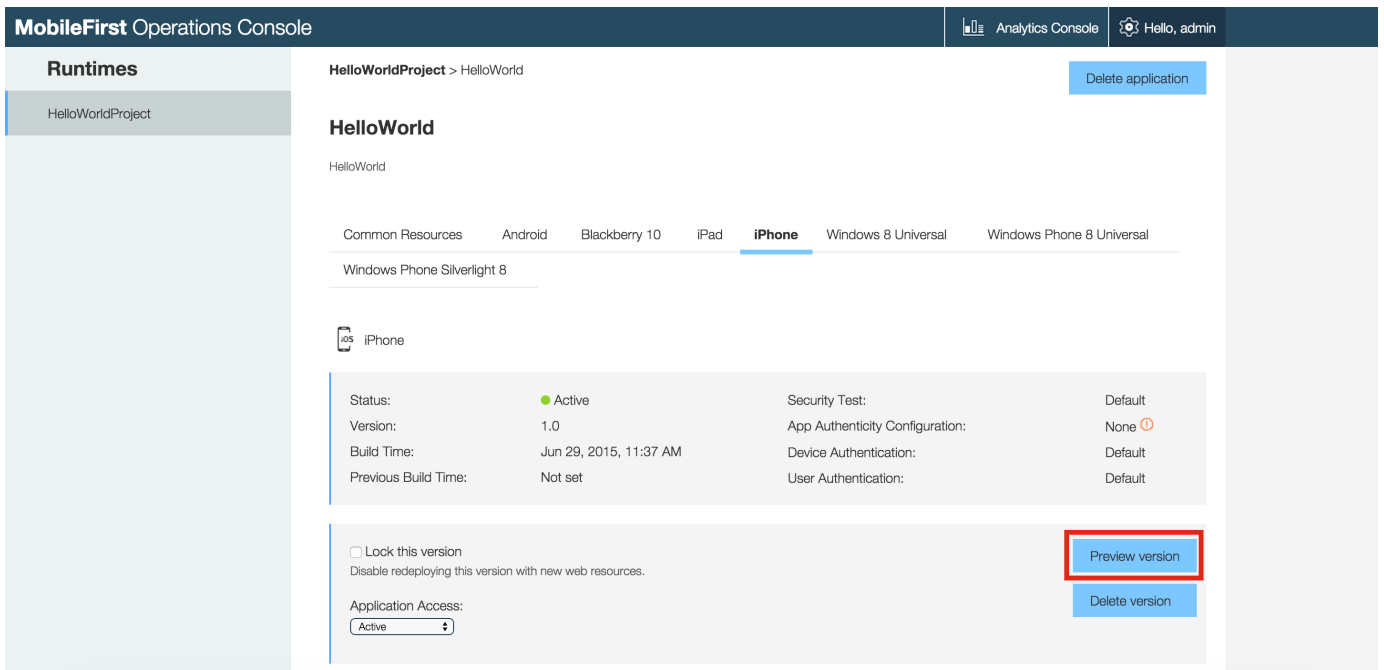 MobileFirst Operations Console
Analytics Console
Hello, admin
Runtimes
HelloWorldProject
HelloWorldProject > HelloWorld
Delete application
HelloWorld
HelloWorld
Common Resources Android Blackberry 10 iPad iPhone Windows 8 Universal Windows Phone 8 Universal
Windows Phone Silverlight 8
iOS iPhone
Status: Active Security Test: Default
Version: 1.0 App Authenticity Configuration: None
Build Time: Jun 29, 2015, 11:37 AM Device Authentication: Default
Previous Build Time: Not set User Authentication: Default
Lock this version
Disable redeploying this version with new web resources.
Preview version
Application Access:
Active
Delete version